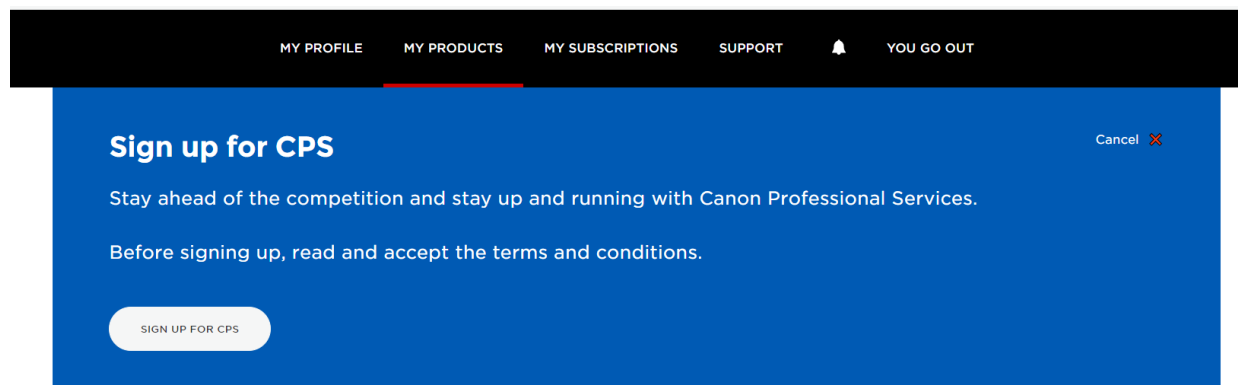 MY PROFILE MY PRODUCTS MY SUBSCRIPTIONS SUPPORT YOU GO OUT
Sign up for CPS
Cancel
Stay ahead of the competition and stay up and running with Canon Professional Services.
Before signing up, read and accept the terms and conditions.
SIGN UP FOR CPS